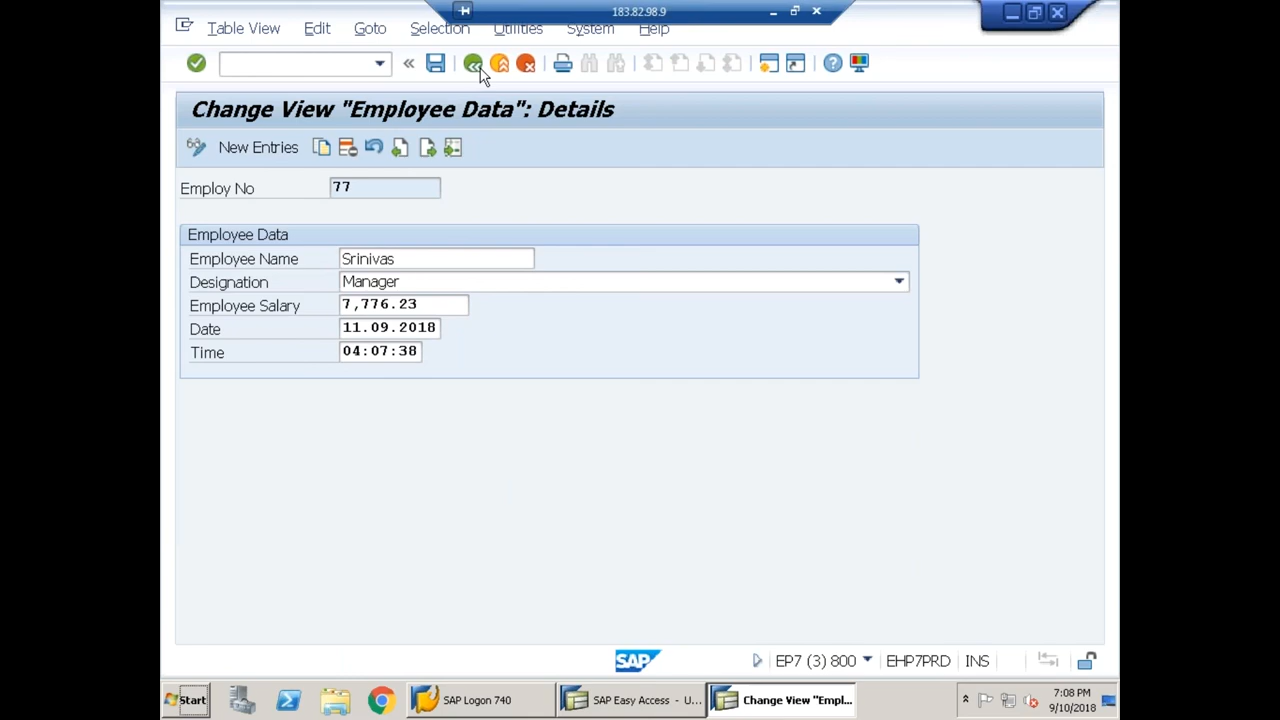 183.82.98.9
Table View Edit Goto Selection Utilities System Help
Change View "Employee Data": Details
New Entries
Employ No 77
Employee Data
Employee Name Srinivas
Designation Manager
Employee Salary 7,776.23
Date 11.09.2018
Time 04:07:38
SAP EP7 (3) 800 EHP7PRD INS
Start SAP Logon 740 SAP Easy Access - U... Change View "Empl... 7:08 PM
9/10/2018